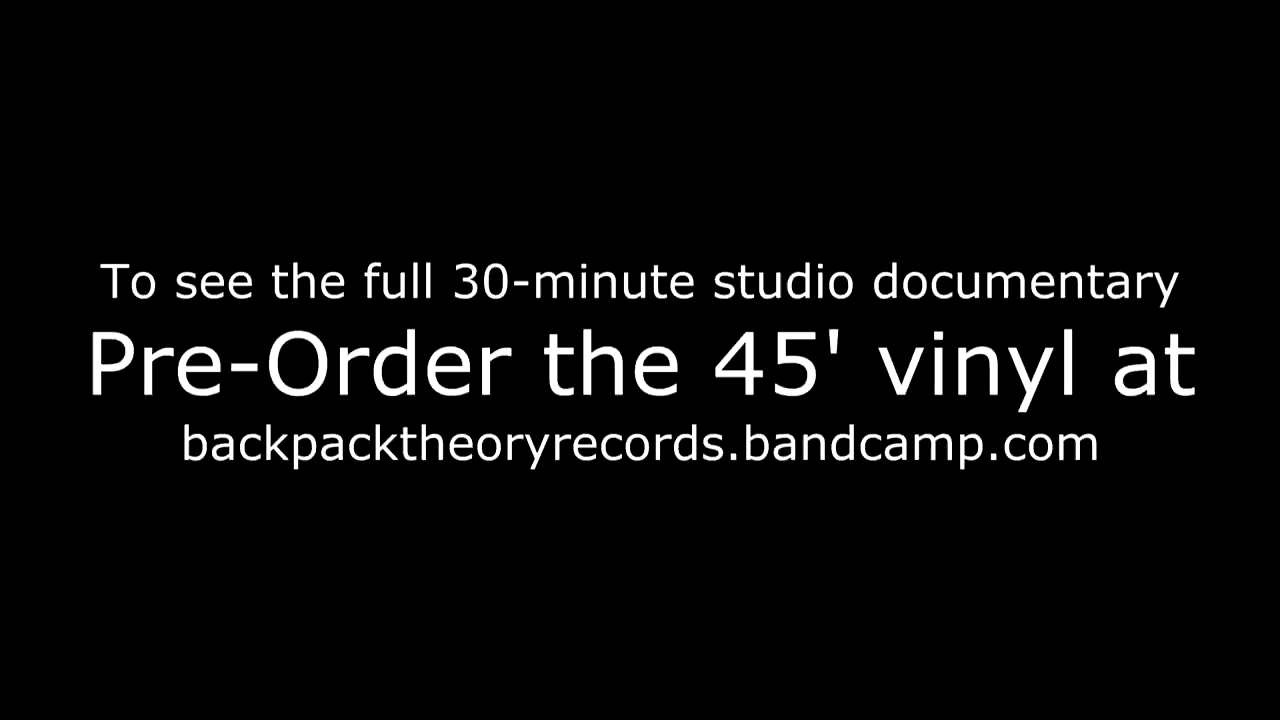 To see the full 30-minute studio documentary
Pre-Order the 45' vinyl at
backpacktheoryrecords.bandcamp.com